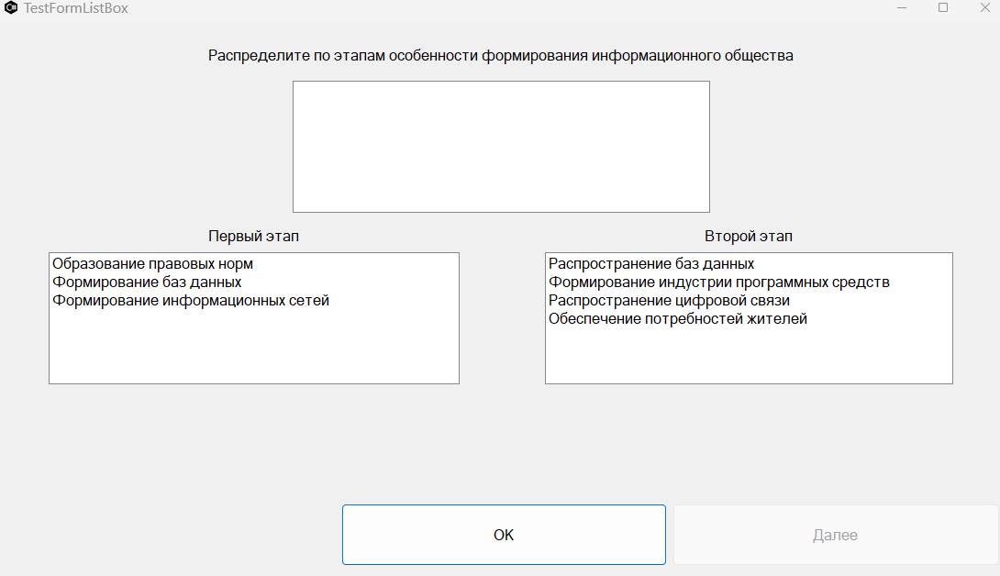 TestFormListBox
Распределите по этапам особенности формирования информационного общества
Первый этап
Образование правовых норм
Формирование баз данных
Формирование информационных сетей
Второй этап
Распространение баз данных
Формирование индустрии программных средств
Распространение цифровой связи
Обеспечение потребностей жителей
OK
Далее